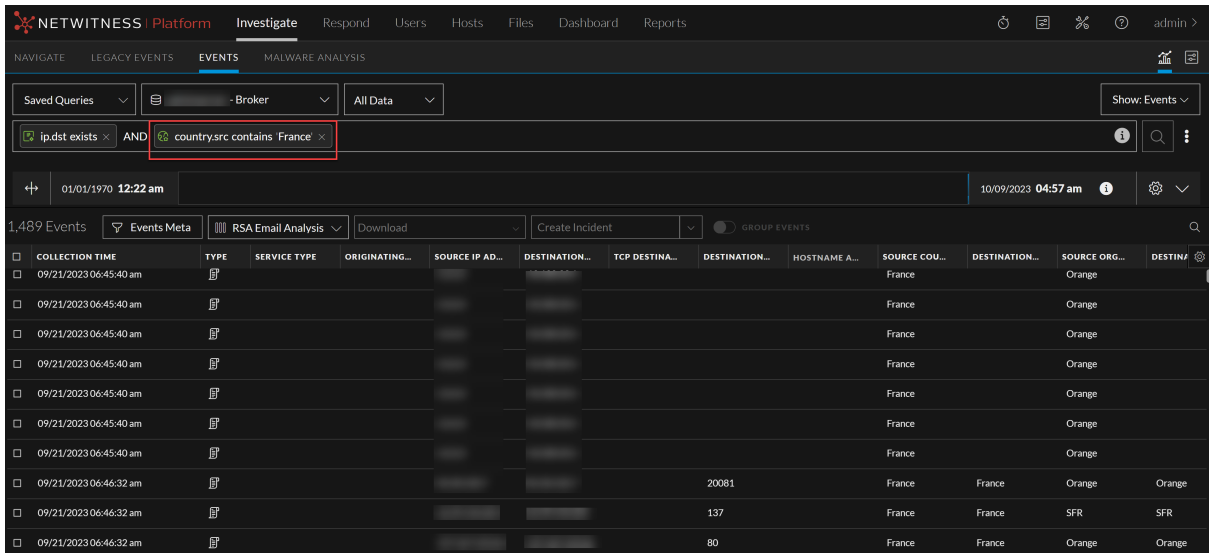 NETWITNESS | Platform Investigate Respond Users Hosts Files Dashboard Reports admin >
NAVIGATE LEGACY EVENTS EVENTS MALWARE ANALYSIS
Saved Queries - Broker All Data Show: Events
ip.dst exists × AND country.src contains 'France' ×
01/01/1970 12:22 am 10/09/2023 04:57 am
1,489 Events Events Meta RSA Email Analysis Download Create Incident GROUP EVENTS
COLLECTION TIME TYPE SERVICE TYPE ORIGINATING... SOURCE IP AD... DESTINATION... TCP DESTINA... DESTINATION... HOSTNAME A... SOURCE COU... DESTINATION... SOURCE ORG... DESTINA
09/21/2023 06:45:40 am France Orange
09/21/2023 06:45:40 am France Orange
09/21/2023 06:45:40 am France Orange
09/21/2023 06:45:40 am France Orange
09/21/2023 06:45:40 am France Orange
09/21/2023 06:45:40 am France Orange
09/21/2023 06:45:40 am France Orange
09/21/2023 06:46:32 am 20081 France France Orange Orange
09/21/2023 06:46:32 am 137 France France SFR SFR
09/21/2023 06:46:32 am 80 France France Orange Orange